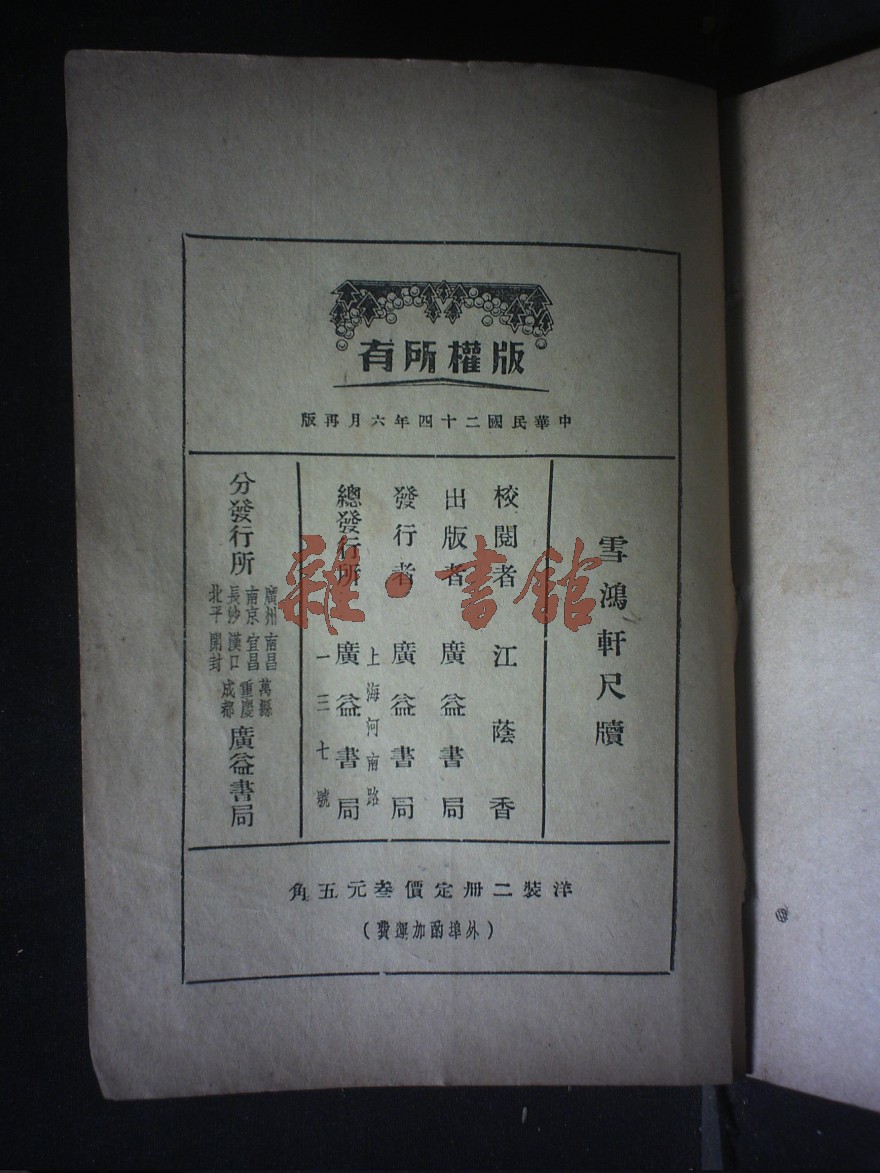 版權所有
中華民國二十四年六月再版
雪鴻軒尺牘
校閱者 江蔭香
出版者 廣益書局
發行者 廣益書局
上海河南路
總發行所 廣益書局
一三七號
分發行所
廣州 南昌 萬縣
南京 宜昌 重慶
長沙 漢口 成都
北平 開封
廣益書局
洋裝二冊定價叁元五角
（外埠酌加運費）
雜·書館